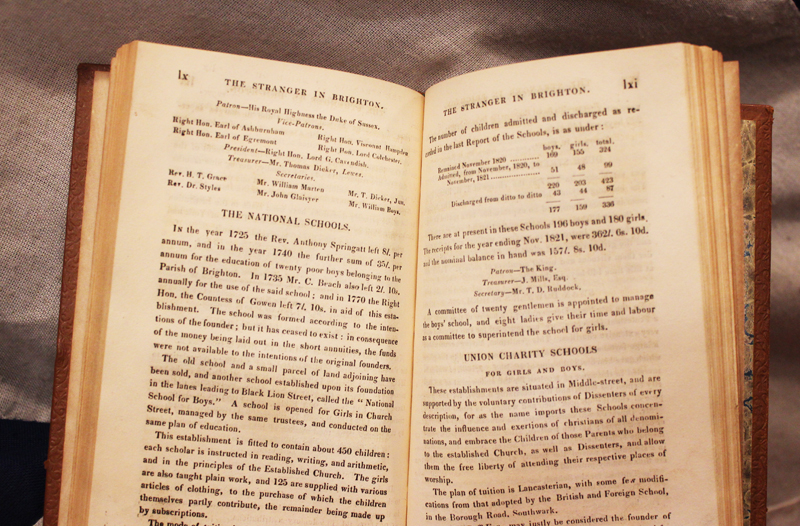 lx
THE STRANGER IN BRIGHTON.
Patron—His Royal Highness the Duke of Sussex.
Vice-Patrons.
Right Hon. Earl of Ashburnham Right Hon. Viscount Hampden
Right Hon. Earl of Egremont Right Hon. Lord Colchester.
President—Right Hon. Lord G. Cavendish.
Treasurer—Mr. Thomas Dicker, Lewes.
Secretaries.
Rev. H. T. Grace Mr. William Marten Mr. T. Dicker, Jun.
Rev. Dr. Styles Mr. John Glaisyer Mr. William Boys.
THE NATIONAL SCHOOLS.
IN the year 1725 the Rev. Anthony Springatt left 8l. per
annum, and in the year 1740 the further sum of 35l. per
annum for the education of twenty poor boys belonging to the
Parish of Brighton. In 1735 Mr. C. Beach also left 2l. 10s.
annually for the use of the said school; and in 1770 the Right
Hon. the Countess of Gowen left 7l. 10s. in aid of this esta-
blishment. The school was formed according to the inten-
tions of the founder; but it has ceased to exist: in consequence
of the money being laid out in the short annuities, the funds
were not available to the intentions of the original founders.
The old school and a small parcel of land adjoining have
been sold, and another school established upon its foundation
in the lanes leading to Black Lion Street, called the "National
School for Boys." A school is opened for Girls in Church
Street, managed by the same trustees, and conducted on the
same plan of education.
This establishment is fitted to contain about 450 children:
each scholar is instructed in reading, writing, and arithmetic,
and in the principles of the Established Church. The girls
are also taught plain work, and 125 are supplied with various
articles of clothing, to the purchase of which the children
themselves partly contribute, the remainder being made up
by subscriptions.
THE STRANGER IN BRIGHTON. lxi
The number of children admitted and discharged as re-
corded in the last Report of the Schools, is as under:
boys. girls. total.
Remained November 1820 169 155 324
Admitted, from November, 1820, to
November, 1821 51 48 99
220 203 423
Discharged from ditto to ditto 43 44 87
177 159 336
There are at present in these Schools 196 boys and 180 girls.
The receipts for the year ending Nov. 1821, were 362l. 6s. 10d.
and the nominal balance in hand was 157l. 8s. 10d.
Patron—The King.
Treasurer—J. Mills, Esq.
Secretary—Mr. T. D. Ruddock.
A committee of twenty gentlemen is appointed to manage
the boys' school, and eight ladies give their time and labour
as a committee to superintend the school for girls.
UNION CHARITY SCHOOLS
FOR GIRLS AND BOYS.
These establishments are situated in Middle-street, and are
supported by the voluntary contributions of Dissenters of every
description, for as the name imports these Schools concen-
trate the influence and exertions of christians of all denomi-
nations, and embrace the Children of those Parents who belong
to the established Church, as well as Dissenters, and allow
them the free liberty of attending their respective places of
worship.
The plan of tuition is Lancasterian, with some few modifi-
cations from that adopted by the British and Foreign School,
in the Borough Road, Southwark.
may justly be considered the founder of